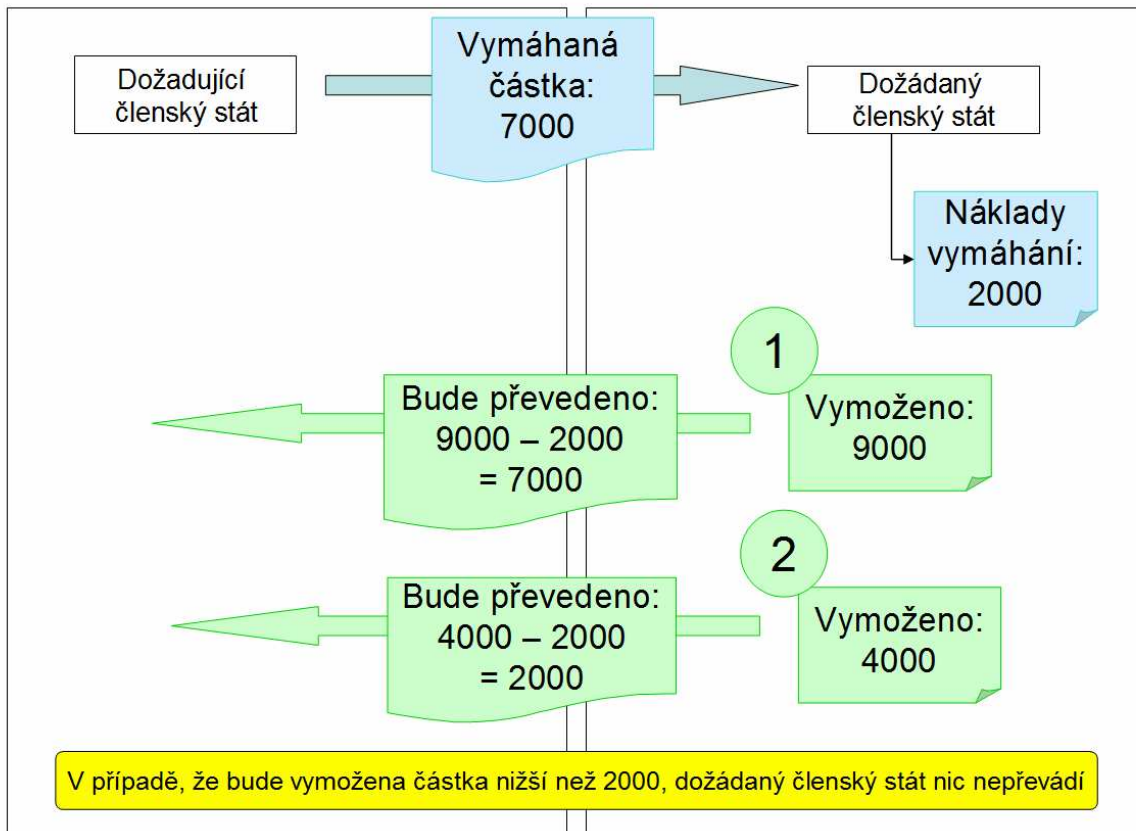 Dožadující
členský stát
Vymáhaná
částka:
7000
Dožádaný
členský stát
Náklady
vymáhání:
2000
1
Bude převedeno:
9000 – 2000
= 7000
Vymoženo:
9000
2
Bude převedeno:
4000 – 2000
= 2000
Vymoženo:
4000
V případě, že bude vymožena částka nižší než 2000, dožádaný členský stát nic nepřevádí